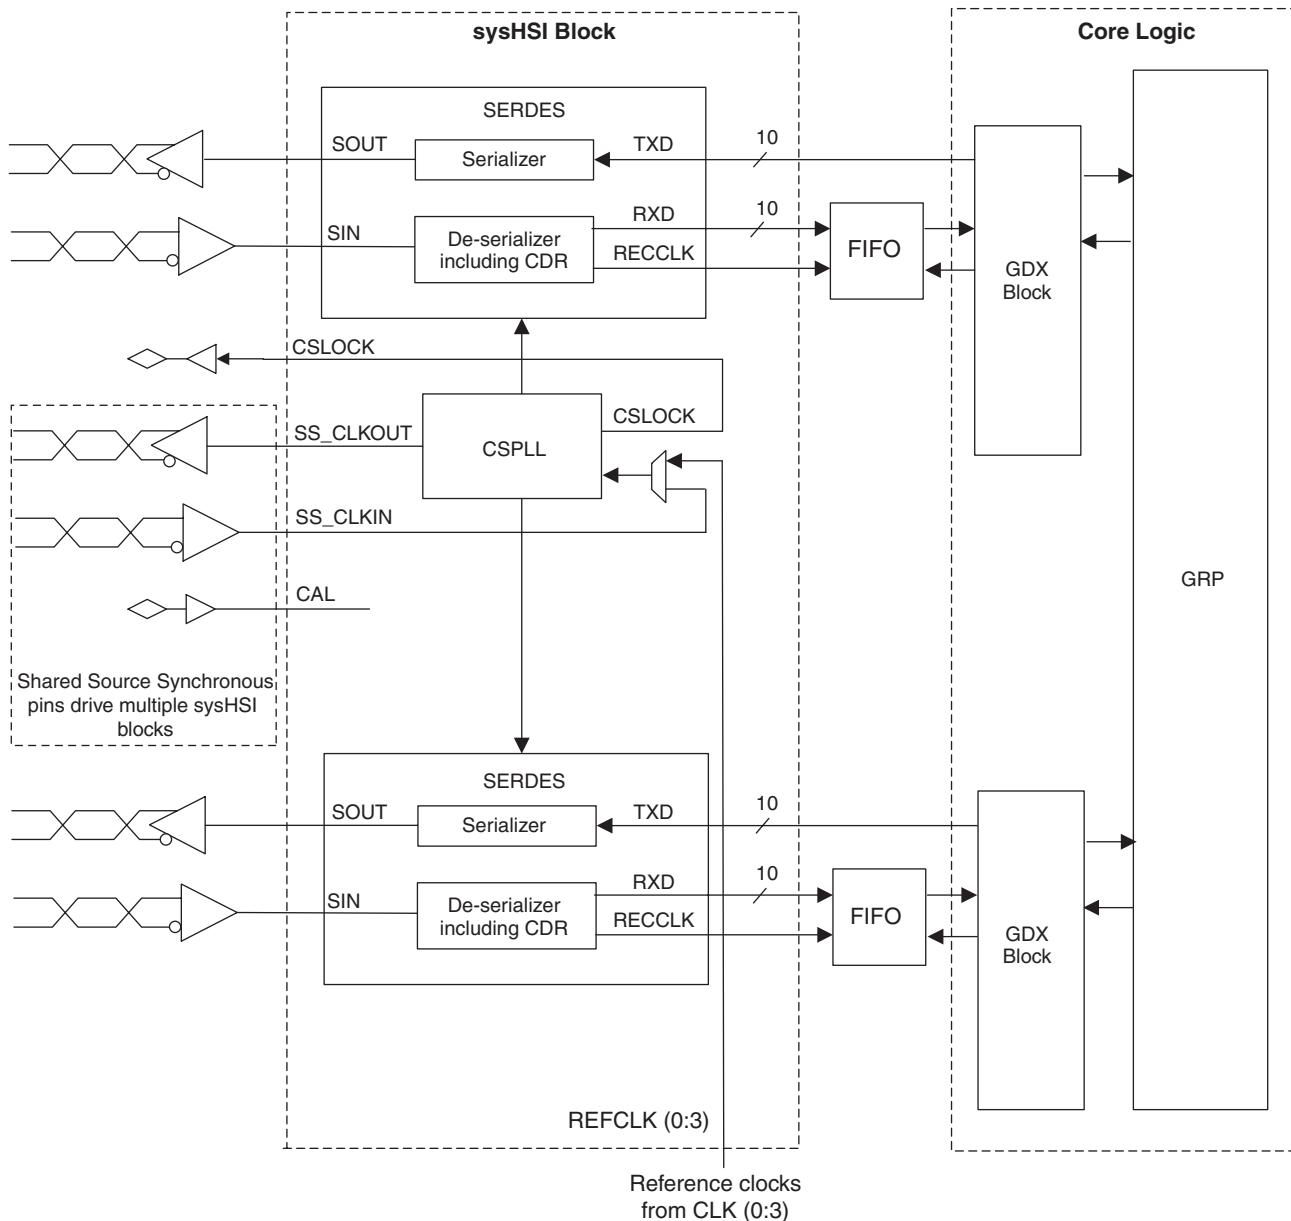 sysHSI Block
Core Logic
SERDES
SOUT
Serializer
TXD
10
SIN
De-serializer
including CDR
RXD
10
RECCLK
FIFO
GDX
Block
CSLOCK
CSLOCK
SS_CLKOUT
CSPLL
SS_CLKIN
CAL
GRP
Shared Source Synchronous
pins drive multiple sysHSI
blocks
SERDES
SOUT
Serializer
TXD
10
SIN
De-serializer
including CDR
RXD
10
RECCLK
FIFO
GDX
Block
REFCLK (0:3)
Reference clocks
from CLK (0:3)